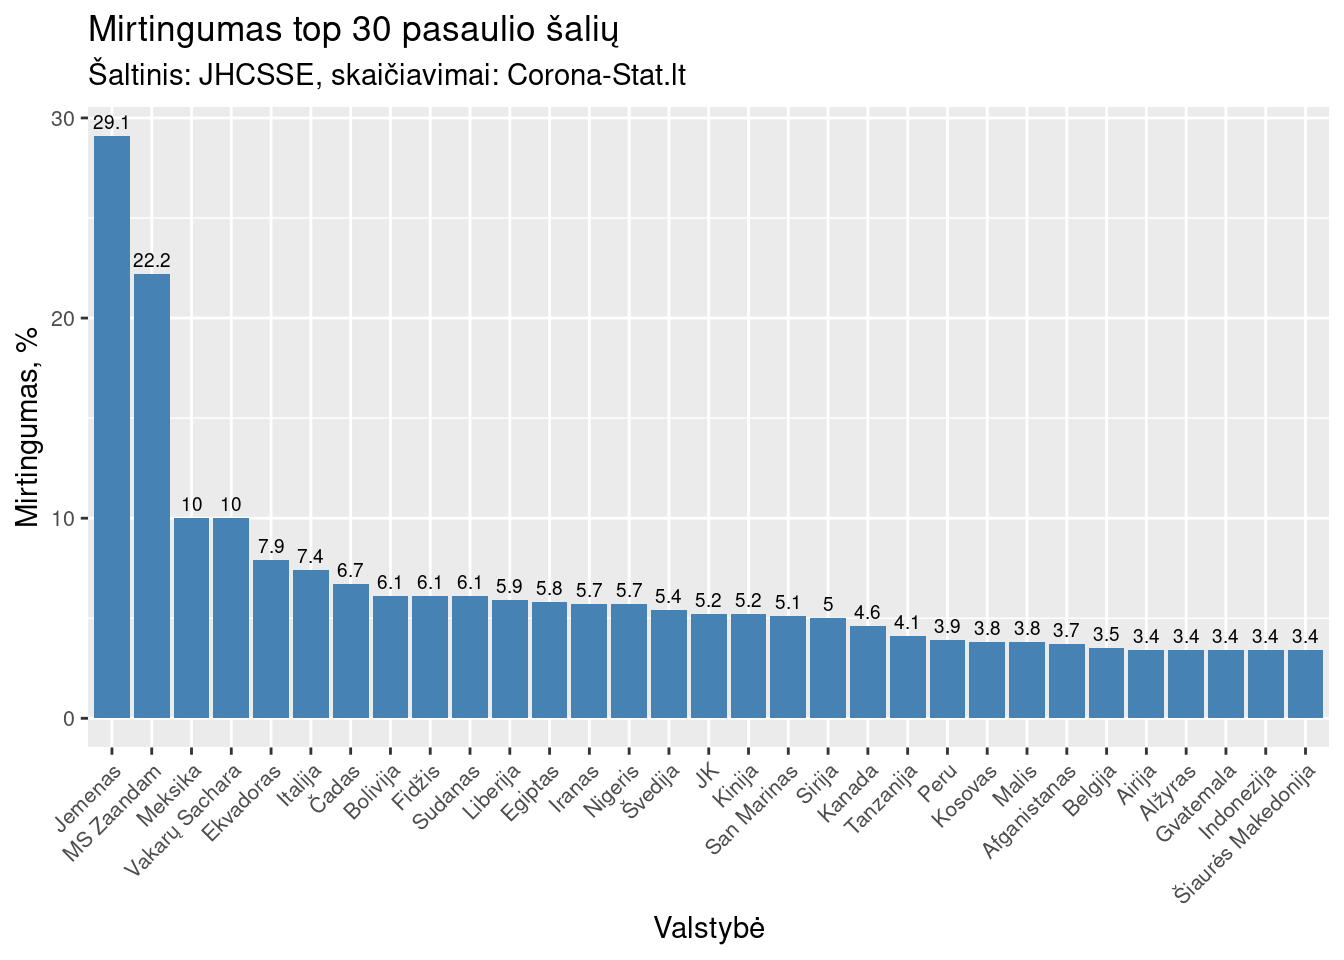 Mirtingumas top 30 pasaulio šalių
Šaltinis: JHCSSE, skaičiavimai: Corona-Stat.lt
Mirtingumas, %
30
20
10
0
29.1
22.2
10
10
7.9
7.4
6.7
6.1
6.1
6.1
5.9
5.8
5.7
5.7
5.4
5.2
5.2
5.1
5
4.6
4.1
3.9
3.8
3.8
3.7
3.5
3.4
3.4
3.4
3.4
3.4
Jemenas
MS Zaandam
Meksika
Vakarų Sachara
Ekvadoras
Italija
Čadas
Bolivija
Fidžis
Sudanas
Liberija
Egiptas
Iranas
Nigeris
Švedija
JK
Kinija
San Marinas
Sirija
Kanada
Tanzanija
Peru
Kosovas
Malis
Afganistanas
Belgija
Airija
Alžyras
Gvatemala
Indonezija
Šiaurės Makedonija
Valstybė